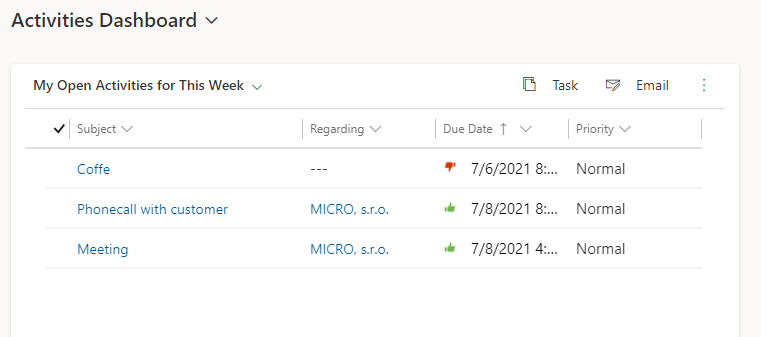 Activities Dashboard
My Open Activities for This Week Task Email
Subject Regarding Due Date Priority
Coffe --- 7/6/2021 8:... Normal
Phonecall with customer MICRO, s.r.o. 7/8/2021 8:... Normal
Meeting MICRO, s.r.o. 7/8/2021 4:... Normal